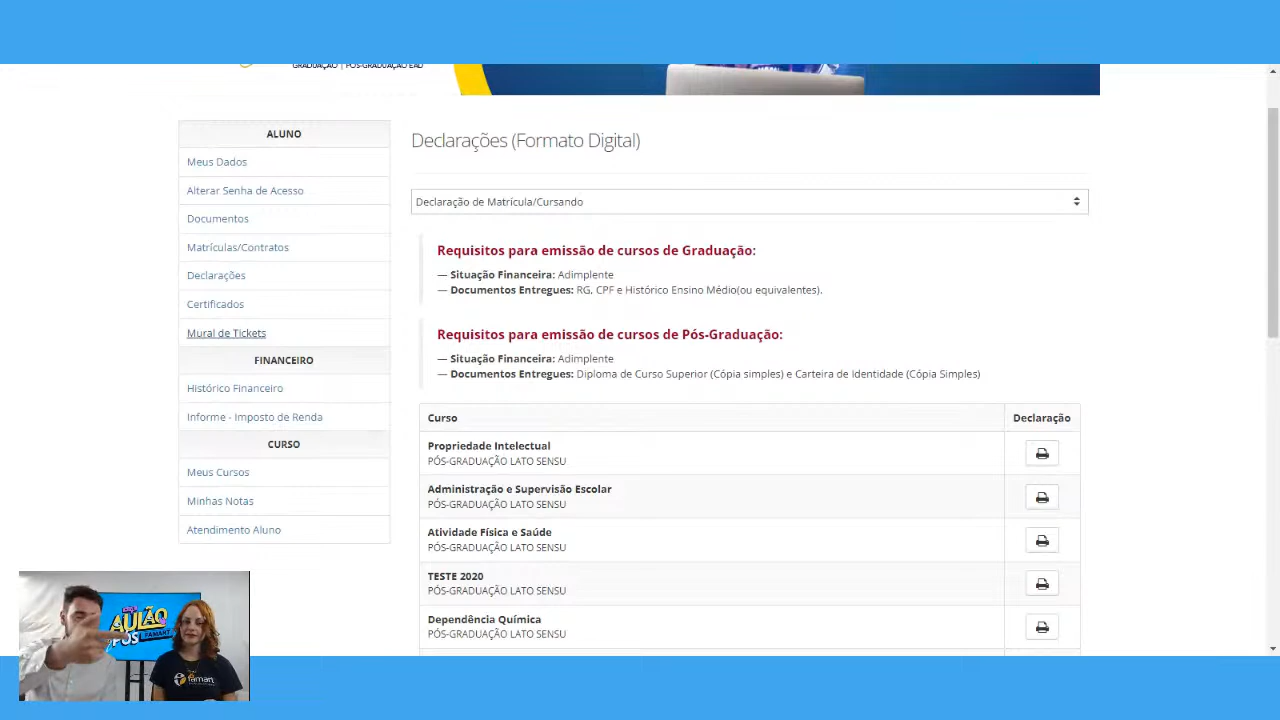 GRADUAÇÃO | PÓS-GRADUAÇÃO EAD
ALUNO
Meus Dados
Alterar Senha de Acesso
Documentos
Matrículas/Contratos
Declarações
Certificados
Mural de Tickets
FINANCEIRO
Histórico Financeiro
Informe - Imposto de Renda
CURSO
Meus Cursos
Minhas Notas
Atendimento Aluno
Declarações (Formato Digital)
Declaração de Matrícula/Cursando
Requisitos para emissão de cursos de Graduação:
— Situação Financeira: Adimplente
— Documentos Entregues: RG, CPF e Histórico Ensino Médio(ou equivalentes).
Requisitos para emissão de cursos de Pós-Graduação:
— Situação Financeira: Adimplente
— Documentos Entregues: Diploma de Curso Superior (Cópia simples) e Carteira de Identidade (Cópia Simples)
Curso Declaração
Propriedade Intelectual
PÓS-GRADUAÇÃO LATO SENSU
Administração e Supervisão Escolar
PÓS-GRADUAÇÃO LATO SENSU
Atividade Física e Saúde
PÓS-GRADUAÇÃO LATO SENSU
TESTE 2020
PÓS-GRADUAÇÃO LATO SENSU
Dependência Química
PÓS-GRADUAÇÃO LATO SENSU
AULÃO
PÓS FAMART
famart